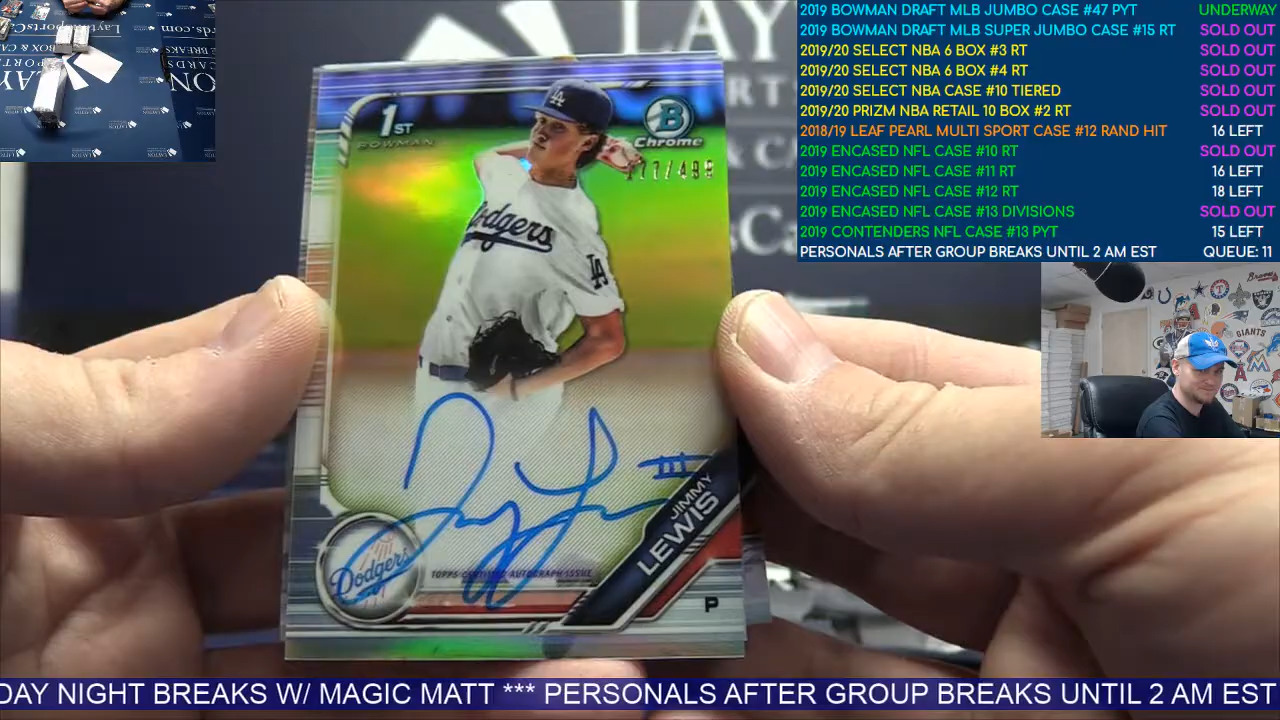 2019 BOWMAN DRAFT MLB JUMBO CASE #47 PYT UNDERWAY
2019 BOWMAN DRAFT MLB SUPER JUMBO CASE #15 RT SOLD OUT
2019/20 SELECT NBA 6 BOX #3 RT SOLD OUT
2019/20 SELECT NBA 6 BOX #4 RT SOLD OUT
2019/20 SELECT NBA CASE #10 TIERED SOLD OUT
2019/20 PRIZM NBA RETAIL 10 BOX #2 RT SOLD OUT
2018/19 LEAF PEARL MULTI SPORT CASE #12 RAND HIT 16 LEFT
2019 ENCASED NFL CASE #10 RT SOLD OUT
2019 ENCASED NFL CASE #11 RT 16 LEFT
2019 ENCASED NFL CASE #12 RT 18 LEFT
2019 ENCASED NFL CASE #13 DIVISIONS SOLD OUT
2019 CONTENDERS NFL CASE #13 PYT 15 LEFT
PERSONALS AFTER GROUP BREAKS UNTIL 2 AM EST QUEUE: 11
LAY
1ST
BOWMAN
B
Chrome
LA
Dodgers
LA
III
JIMMY
LEWIS
Dodgers
TOPPS CERTIFIED AUTOGRAPH ISSUE
P
GIANTS
DAY NIGHT BREAKS W/ MAGIC MATT *** PERSONALS AFTER GROUP BREAKS UNTIL 2 AM EST